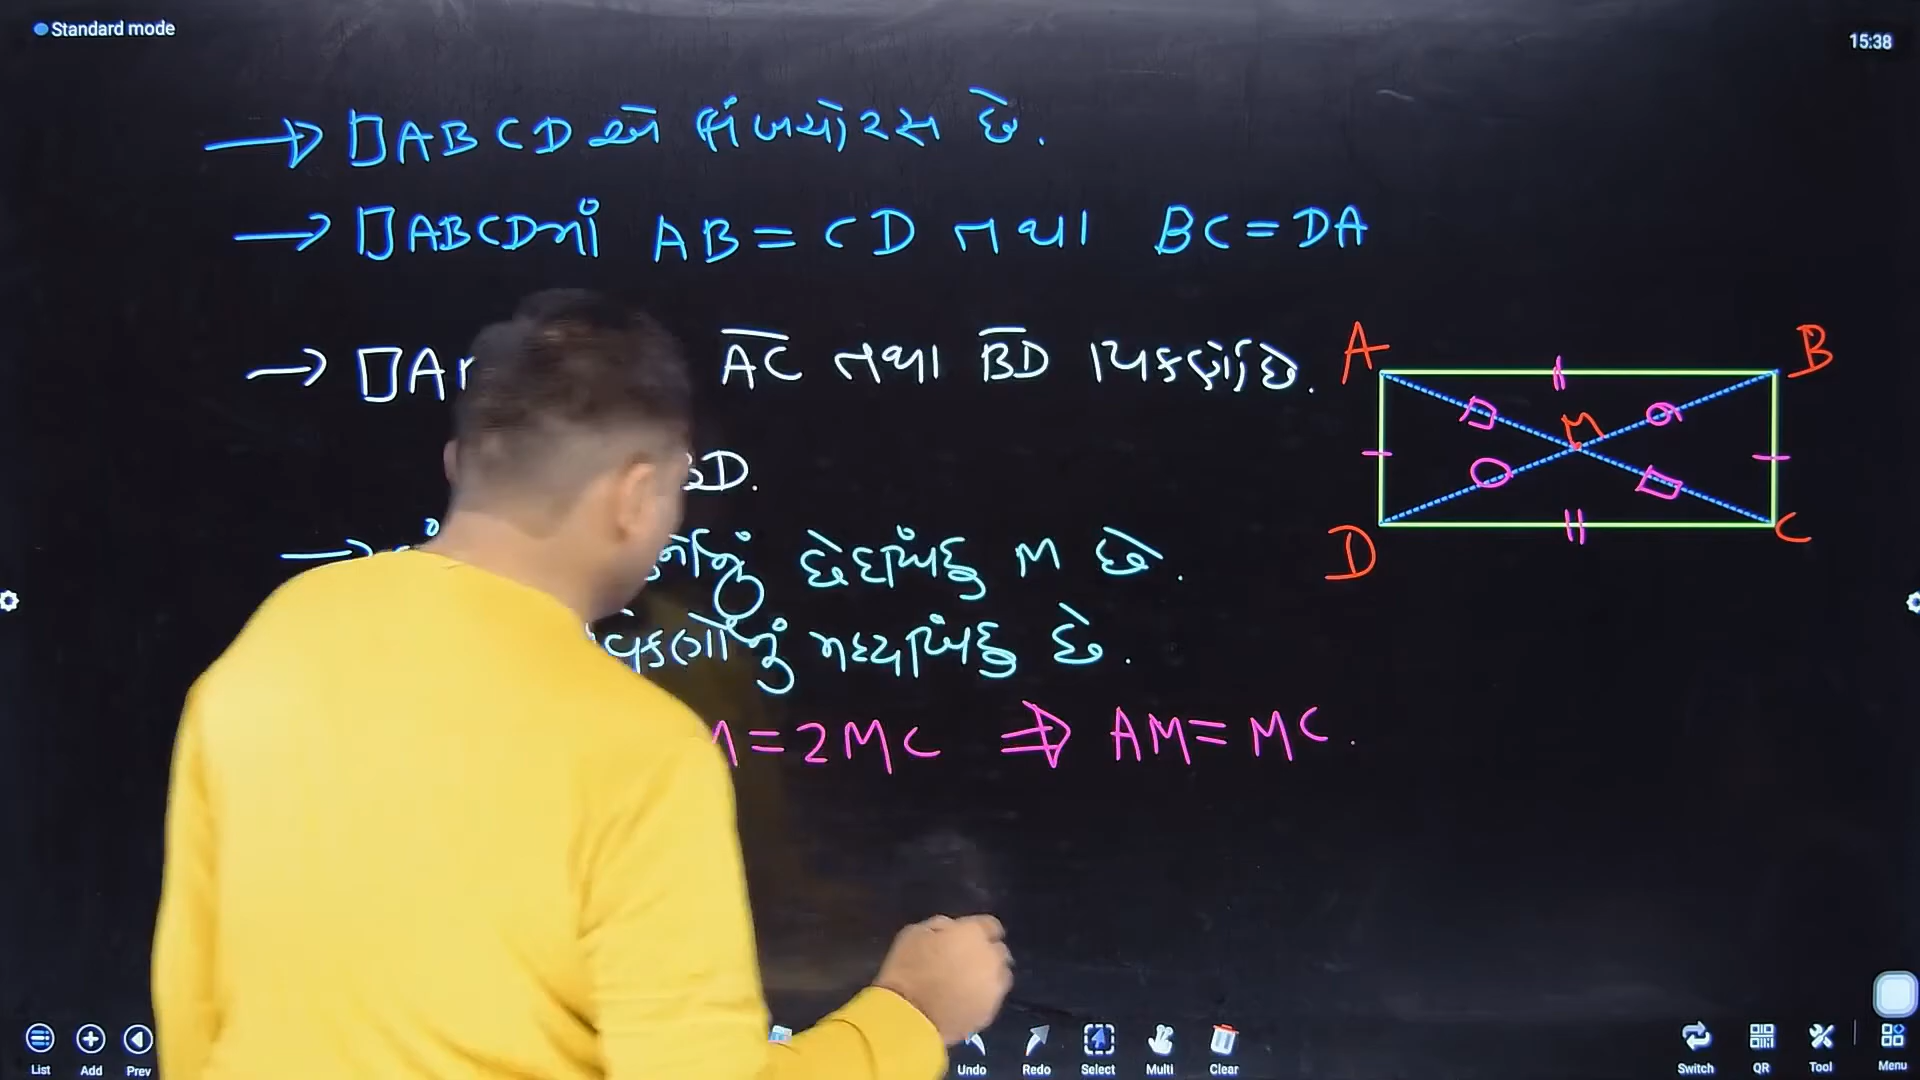 Standard mode
15:38
→ □ABCD એ લંબચોરસ છે.
→ □ABCDમાં AB = CD તથા BC = DA
→ □A AC તથા BD વિકર્ણો છે.
BD.
→ છેદબિંદુ M છે.
વિકર્ણોનું મધ્યબિંદુ છે.
M = 2MC ⇒ AM = MC.
A
B
M
D
C
List
Add
Prev
Undo
Redo
Select
Multi
Clear
Switch
QR
Tool
Menu